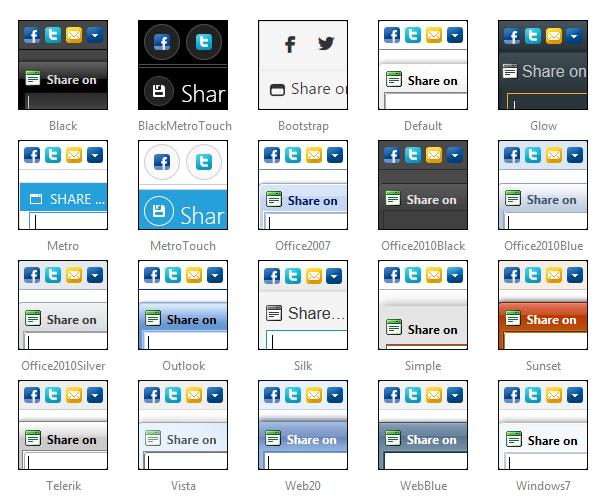 Share on
Shar
Share on
Share on
Share on
Black
BlackMetroTouch
Bootstrap
Default
Glow
SHARE ...
Shar
Share on
Share on
Share on
Metro
MetroTouch
Office2007
Office2010Black
Office2010Blue
Share on
Share on
Share...
Share on
Share on
Office2010Silver
Outlook
Silk
Simple
Sunset
Share on
Share on
Share on
Share on
Share on
Telerik
Vista
Web20
WebBlue
Windows7